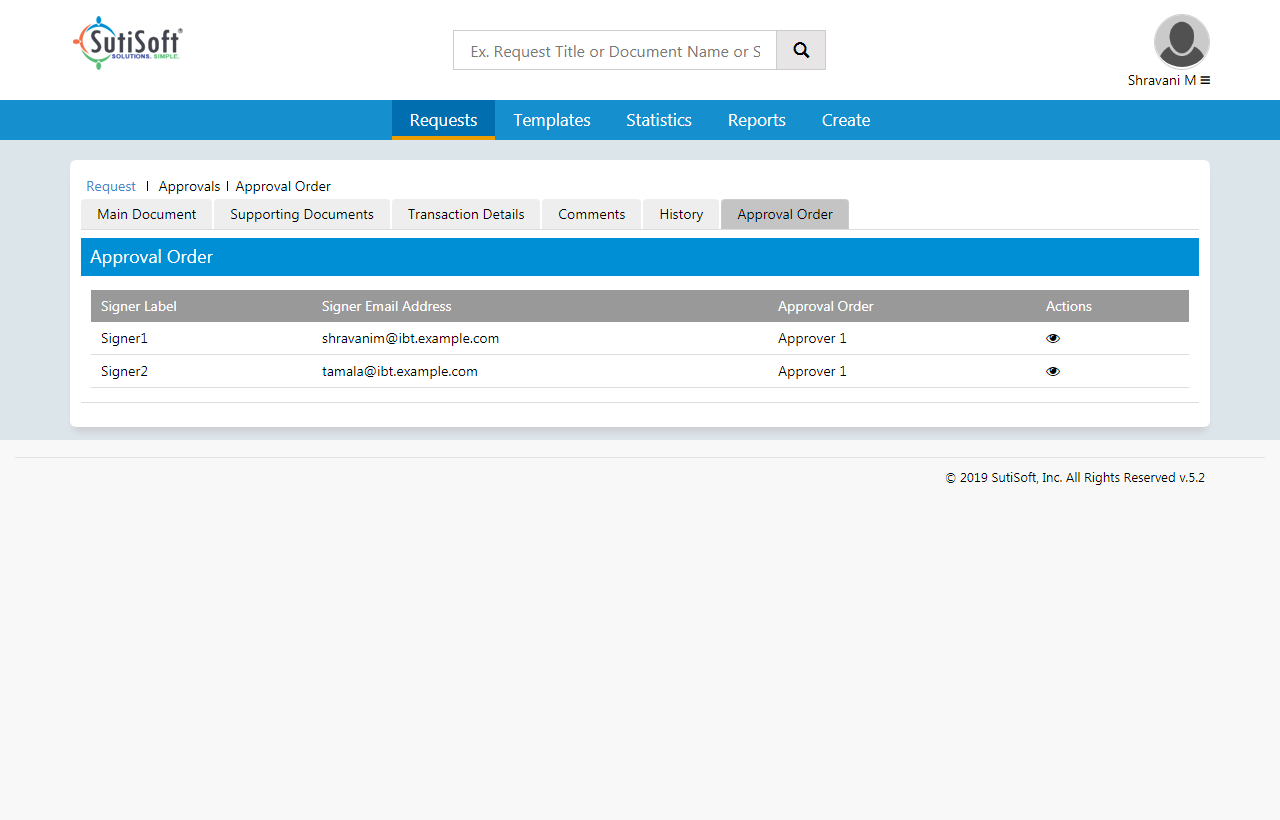 SutiSoft®
SOLUTIONS. SIMPLE.
Ex. Request Title or Document Name or S
Shravani M
Requests Templates Statistics Reports Create
Request | Approvals | Approval Order
Main Document Supporting Documents Transaction Details Comments History Approval Order
Approval Order
Signer Label Signer Email Address Approval Order Actions
Signer1 shravanim@ibt.example.com Approver 1
Signer2 tamala@ibt.example.com Approver 1
© 2019 SutiSoft, Inc. All Rights Reserved v.5.2